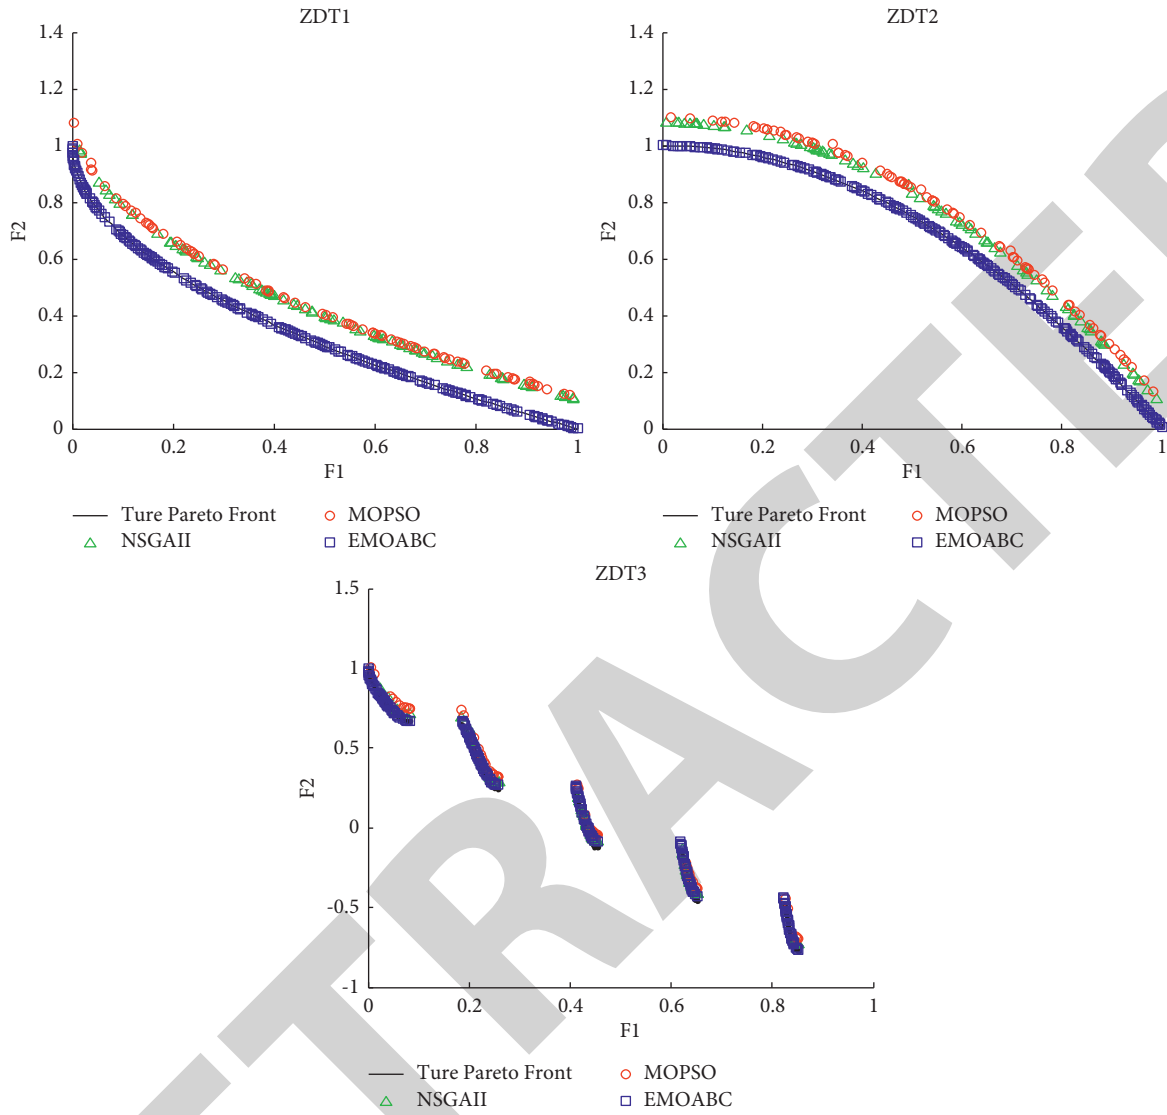 ZDT1
1.4
1.2
1
0.8
0.6
0.4
0.2
0
F2
0 0.2 0.4 0.6 0.8 1
F1
Ture Pareto Front
NSGAII
MOPSO
EMOABC
ZDT2
1.4
1.2
1
0.8
0.6
0.4
0.2
0
F2
0 0.2 0.4 0.6 0.8 1
F1
Ture Pareto Front
NSGAII
MOPSO
EMOABC
ZDT3
1.5
1
0.5
0
-0.5
-1
F2
0 0.2 0.4 0.6 0.8 1
F1
Ture Pareto Front
NSGAII
MOPSO
EMOABC
TRACTE